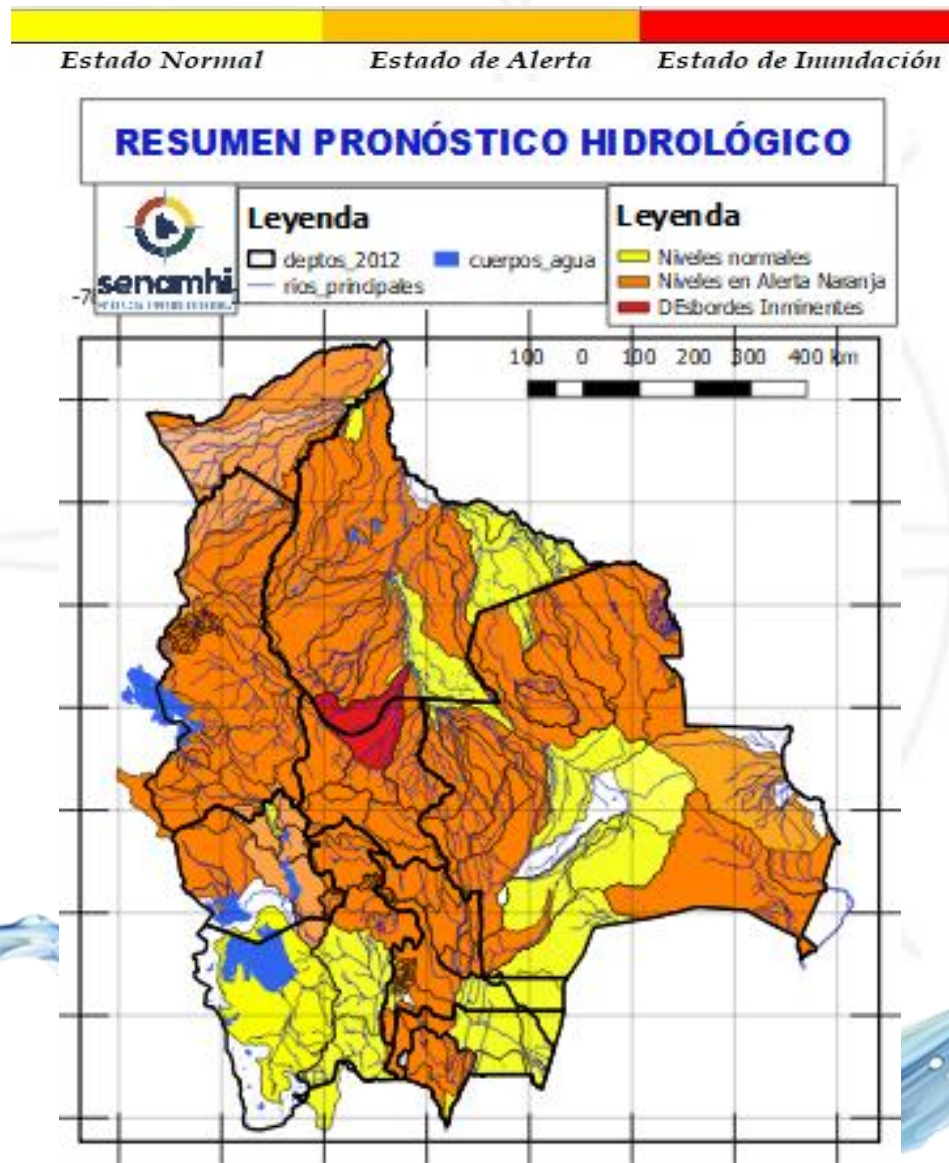 Estado Normal Estado de Alerta Estado de Inundación
RESUMEN PRONÓSTICO HIDROLÓGICO
senamhi
Leyenda
deptos_2012 cuerpos_agua
rios_principales
Leyenda
Niveles normales
Niveles en Alerta Naranja
DEsbordes Inminentes
100 0 100 200 300 400 km